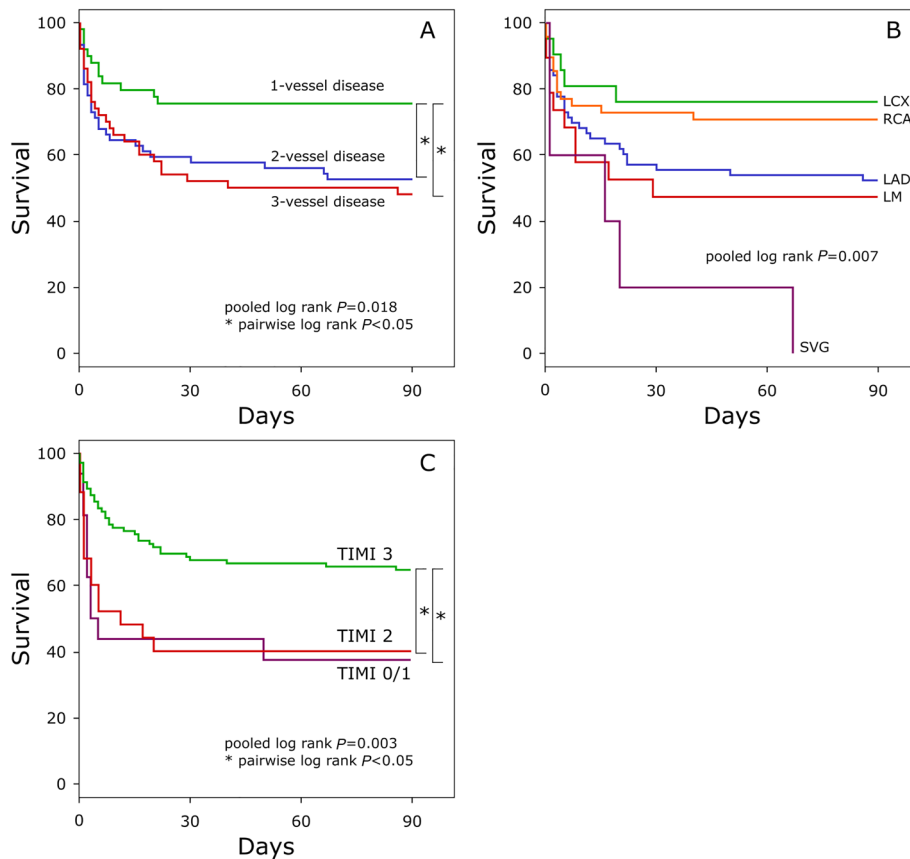 A
100
80
60
40
20
0
Survival
1-vessel disease
2-vessel disease
3-vessel disease
*
*
pooled log rank P=0.018
* pairwise log rank P<0.05
0
30
60
90
Days
B
100
80
60
40
20
0
Survival
LCX
RCA
LAD
LM
pooled log rank P=0.007
SVG
0
30
60
90
Days
C
100
80
60
40
20
0
Survival
TIMI 3
TIMI 2
TIMI 0/1
*
*
pooled log rank P=0.003
* pairwise log rank P<0.05
0
30
60
90
Days